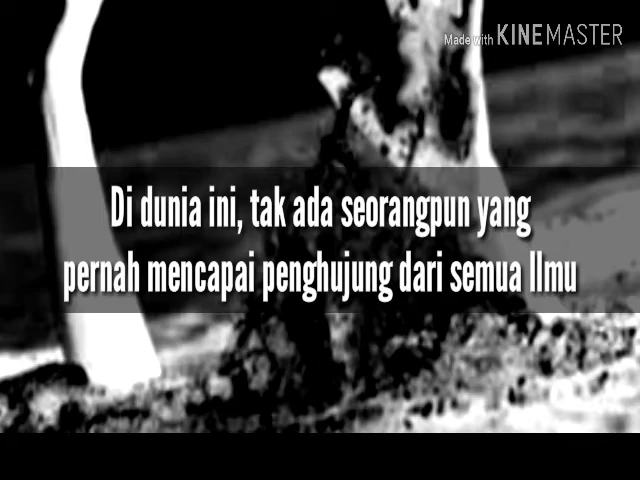 Made with KINEMASTER
Di dunia ini, tak ada seorangpun yang
pernah mencapai penghujung dari semua Ilmu